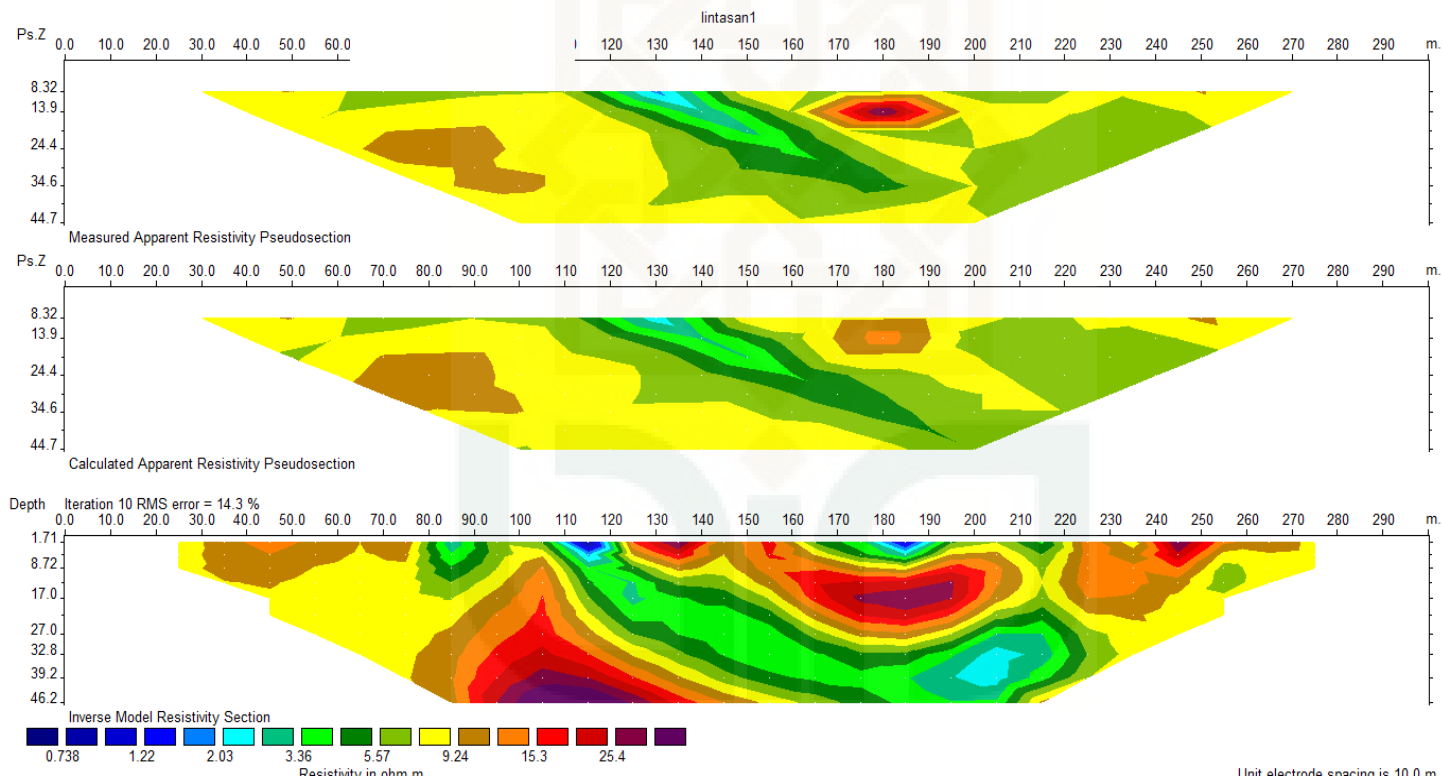 lintasan1
Ps.Z 0.0 10.0 20.0 30.0 40.0 50.0 60.0 120 130 140 150 160 170 180 190 200 210 220 230 240 250 260 270 280 290 m.
8.32
13.9
24.4
34.6
44.7
Measured Apparent Resistivity Pseudosection
Ps.Z 0.0 10.0 20.0 30.0 40.0 50.0 60.0 70.0 80.0 90.0 100 110 120 130 140 150 160 170 180 190 200 210 220 230 240 250 260 270 280 290 m.
8.32
13.9
24.4
34.6
44.7
Calculated Apparent Resistivity Pseudosection
Depth Iteration 10 RMS error = 14.3 %
0.0 10.0 20.0 30.0 40.0 50.0 60.0 70.0 80.0 90.0 100 110 120 130 140 150 160 170 180 190 200 210 220 230 240 250 260 270 280 290 m.
1.71
8.72
17.0
27.0
32.8
39.2
46.2
Inverse Model Resistivity Section
0.738 1.22 2.03 3.36 5.57 9.24 15.3 25.4
Resistivity in ohm.m
Unit electrode spacing is 10.0 m.